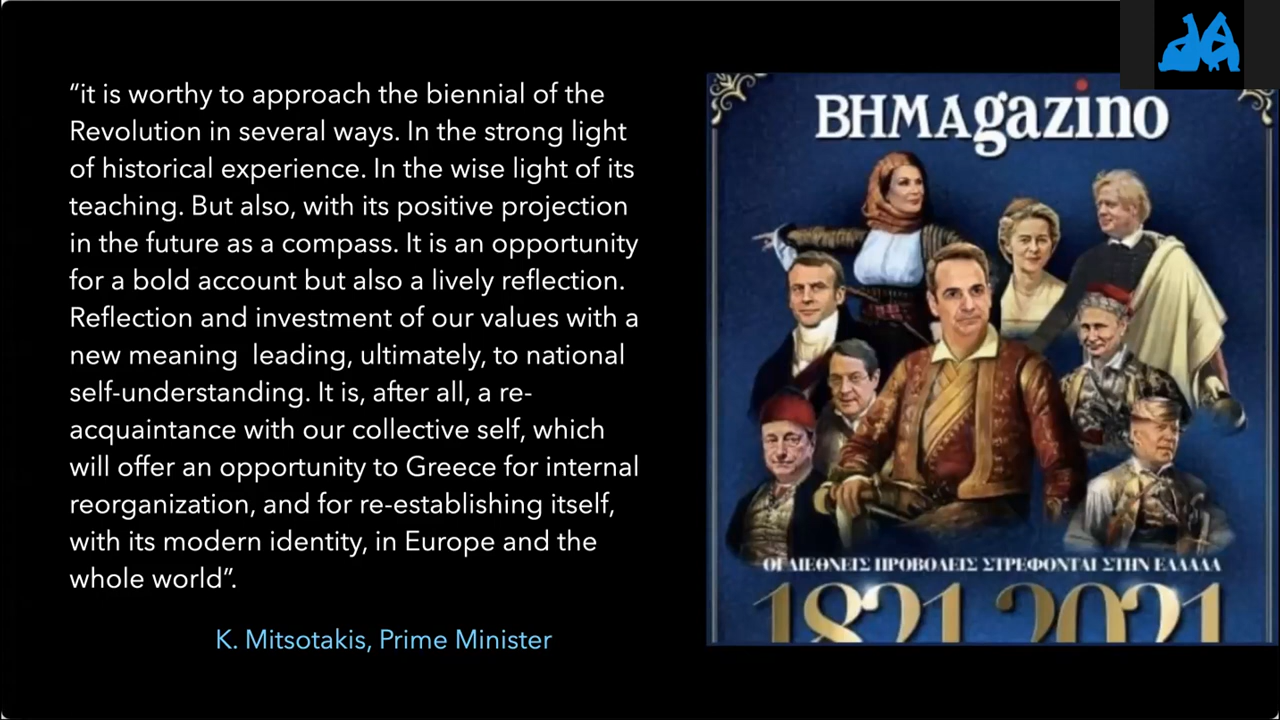 “it is worthy to approach the biennial of the
Revolution in several ways. In the strong light
of historical experience. In the wise light of its
teaching. But also, with its positive projection
in the future as a compass. It is an opportunity
for a bold account but also a lively reflection.
Reflection and investment of our values with a
new meaning  leading, ultimately, to national
self-understanding. It is, after all, a re-
acquaintance with our collective self, which
will offer an opportunity to Greece for internal
reorganization, and for re-establishing itself,
with its modern identity, in Europe and the
whole world”.
K. Mitsotakis, Prime Minister
BHMAgazino
ΟΙ ΔΙΕΘΝΕΙΣ ΠΡΟΒΟΛΕΙΣ ΣΤΡΕΦΟΝΤΑΙ ΣΤΗΝ ΕΛΛΑΔΑ
1821 2021